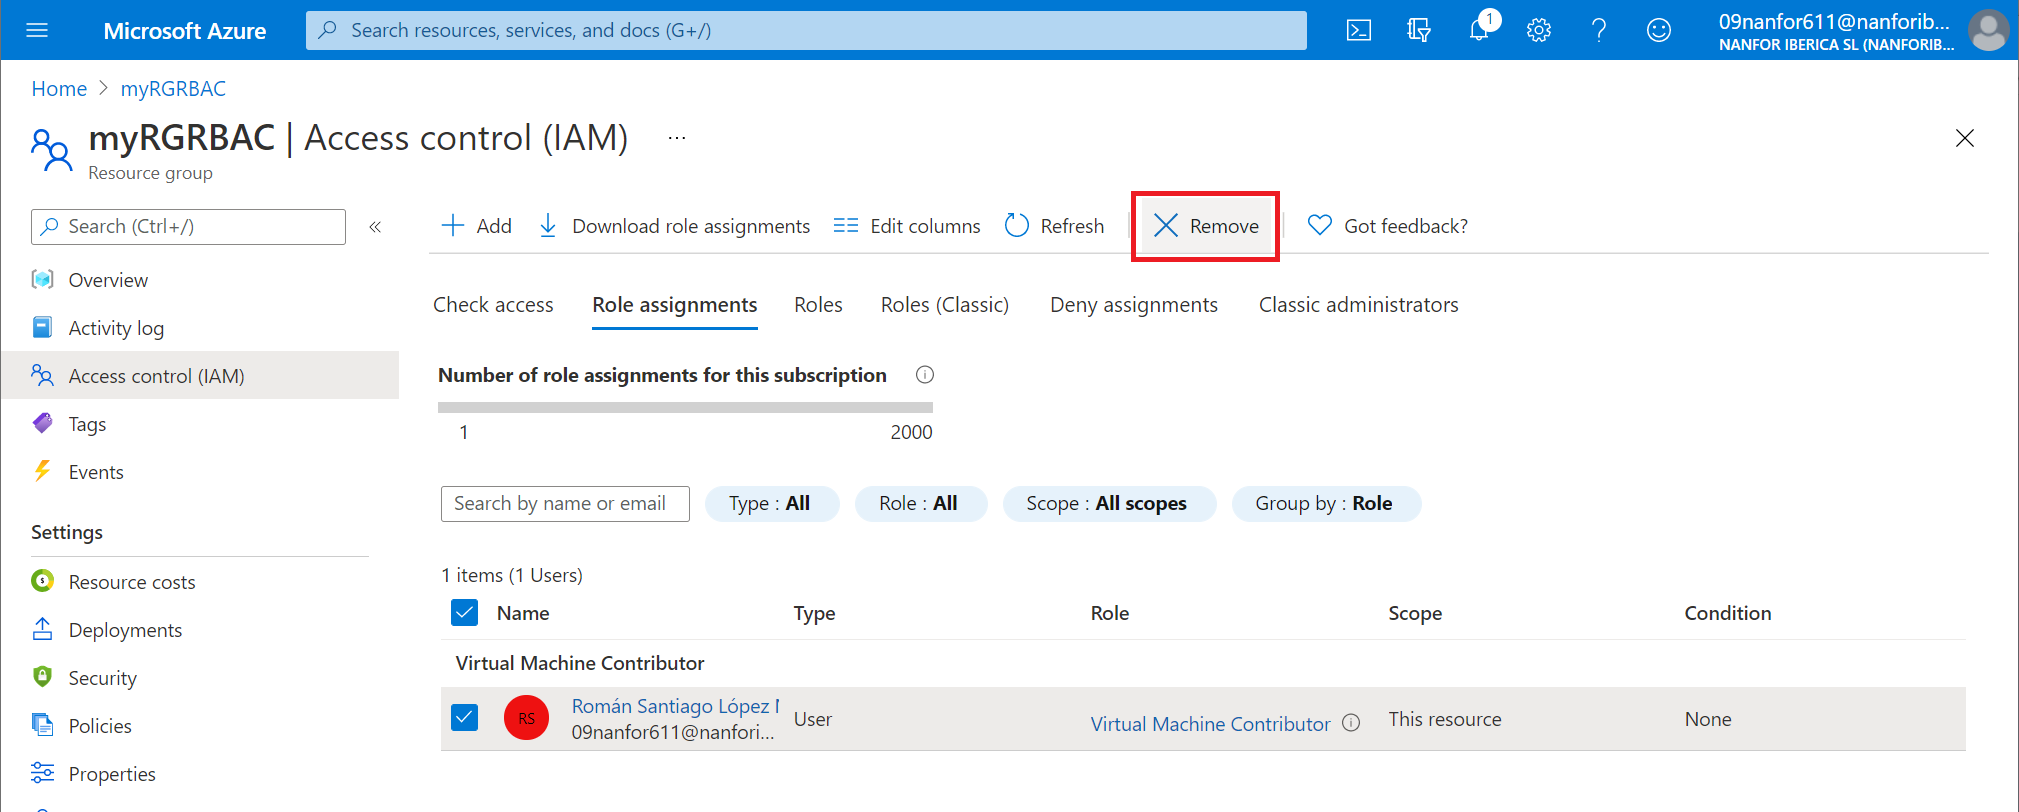 Microsoft Azure
Search resources, services, and docs (G+/)
1
09nanfor611@nanforib...
NANFOR IBERICA SL (NANFORIB...
Home > myRGRBAC
myRGRBAC | Access control (IAM) ...
Resource group
Search (Ctrl+/) «
Add Download role assignments Edit columns Refresh Remove Got feedback?
Overview
Activity log
Access control (IAM)
Tags
Events
Settings
Resource costs
Deployments
Security
Policies
Properties
Check access Role assignments Roles Roles (Classic) Deny assignments Classic administrators
Number of role assignments for this subscription
1 2000
Search by name or email Type : All Role : All Scope : All scopes Group by : Role
1 items (1 Users)
Name Type Role Scope Condition
Virtual Machine Contributor
RS Román Santiago López User Virtual Machine Contributor This resource None
09nanfor611@nanfori...